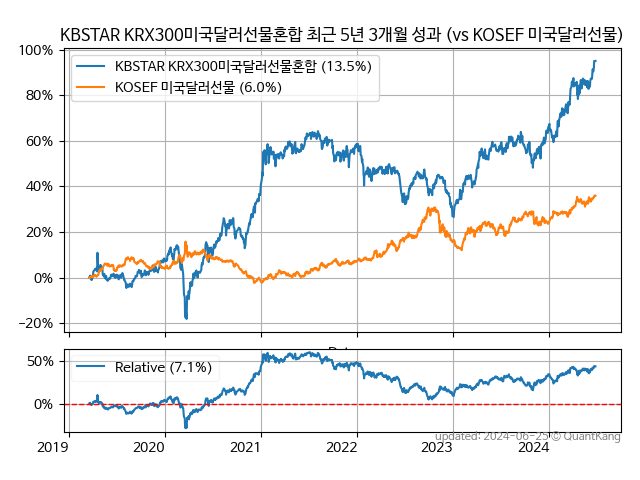 KBSTAR KRX300미국달러선물혼합 최근 5년 3개월 성과 (vs KOSEF 미국달러선물)
100%
KBSTAR KRX300미국달러선물혼합 (13.5%)
KOSEF 미국달러선물 (6.0%)
80%
60%
40%
20%
0%
−20%
50%
Relative (7.1%)
0%
2019 2020 2021 2022 2023 2024
updated: 2024-06-25 © QuantKang